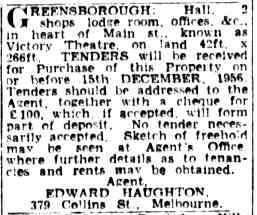 GREENSBOROUGH: Hall, 2
shops lodge room, offices, &c.,
in heart of Main st., known as
Victory Theatre, on land 42ft. x
266ft. TENDERS will be received
for Purchase of this Property on
or before 15th DECEMBER, 1956.
Tenders should be addressed to the
Agent, together with a cheque for
£100, which, if accepted, will form
part of deposit. No tender neces-
sarily accepted. Sketch of freehold
may be seen at Agent's Office
where further details as to tenan-
cies and rents may be obtained.
Agent,
EDWARD HAUGHTON,
379 Collins St., Melbourne.